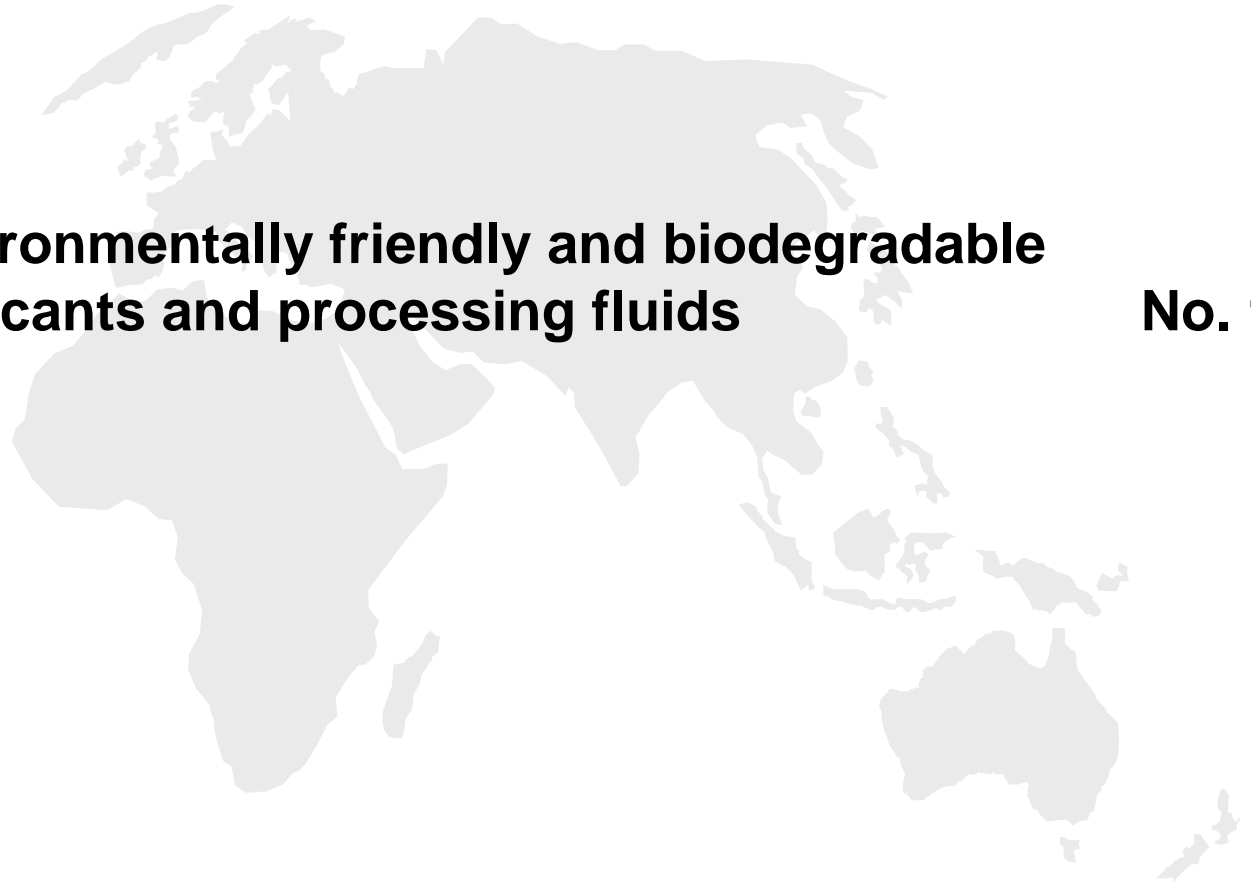 ronmentally friendly and biodegradable
cants and processing fluids No.